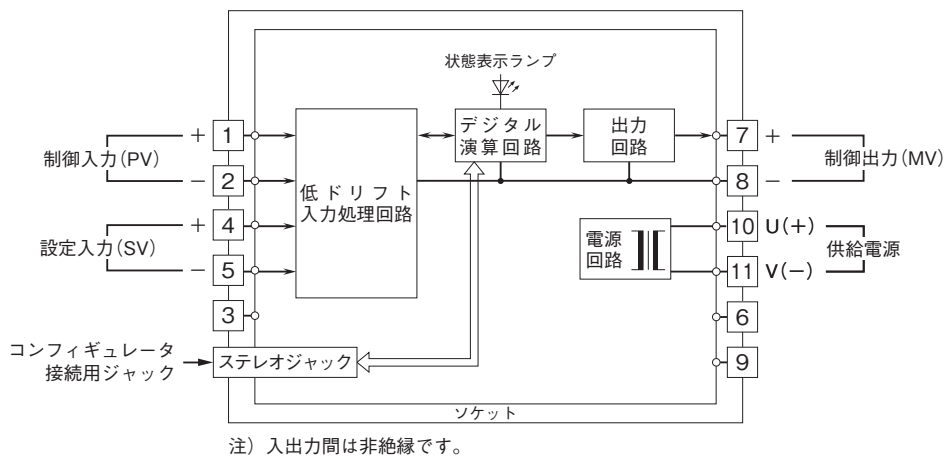 状態表示ランプ
+ 1
制御入力(PV)
− 2
+ 4
設定入力(SV)
− 5
3
低ドリフト
入力処理回路
デジタル
演算回路
出力
回路
7 +
制御出力(MV)
8 −
電源
回路
10 U(+)
供給電源
11 V(−)
6
9
コンフィギュレータ
接続用ジャック
ステレオジャック
ソケット
注）入出力間は非絶縁です。